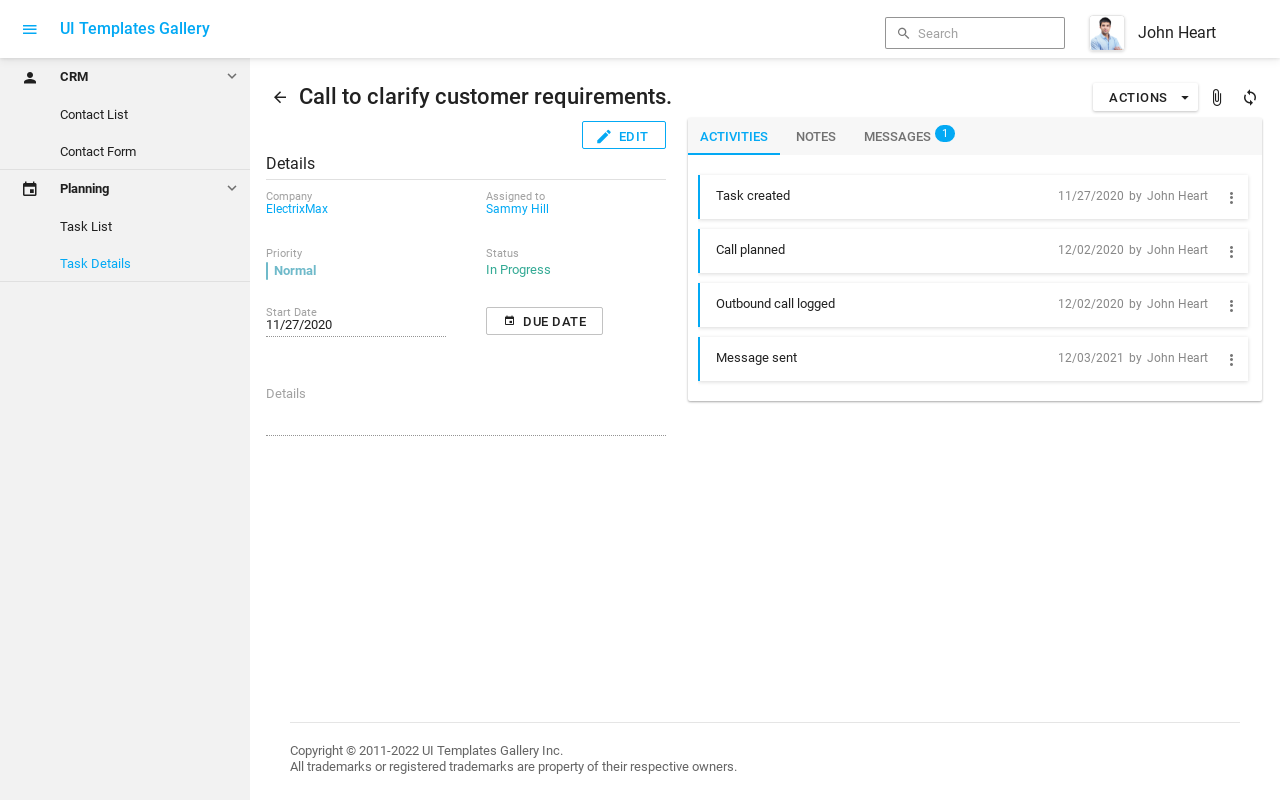 UI Templates Gallery
Search
John Heart
CRM
Contact List
Contact Form
Planning
Task List
Task Details
Call to clarify customer requirements.
ACTIONS
EDIT
Details
Company
ElectrixMax
Assigned to
Sammy Hill
Priority
Normal
Status
In Progress
Start Date
11/27/2020
DUE DATE
Details
ACTIVITIES NOTES MESSAGES 1
Task created 11/27/2020 by John Heart
Call planned 12/02/2020 by John Heart
Outbound call logged 12/02/2020 by John Heart
Message sent 12/03/2021 by John Heart
Copyright © 2011-2022 UI Templates Gallery Inc.
All trademarks or registered trademarks are property of their respective owners.